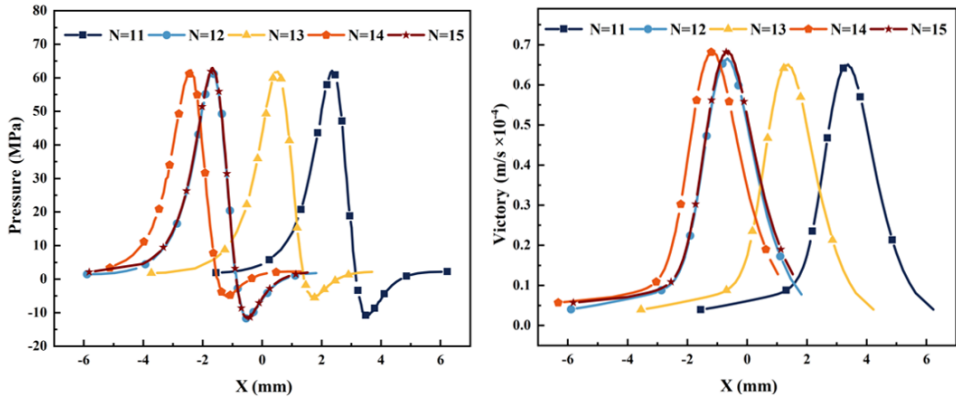 80
70
60
50
40
30
20
10
0
-10
-20
Pressure (MPa)
N=11 N=12 N=13 N=14 N=15
-6 -4 -2 0 2 4 6
X (mm)
0.7
0.6
0.5
0.4
0.3
0.2
0.1
0.0
Victory (m/s ×10⁻⁴)
N=11 N=12 N=13 N=14 N=15
-6 -4 -2 0 2 4 6
X (mm)